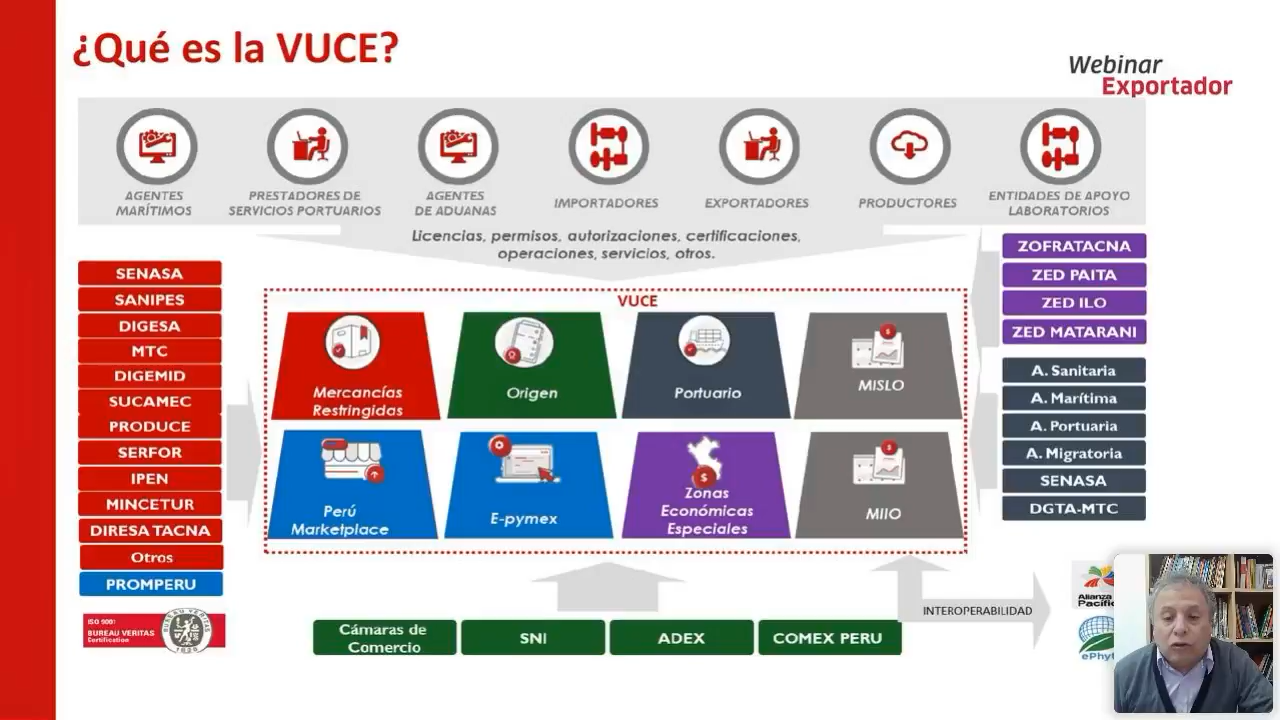 ¿Qué es la VUCE?
Webinar
Exportador
AGENTES
MARÍTIMOS
PRESTADORES DE
SERVICIOS PORTUARIOS
AGENTES
DE ADUANAS
IMPORTADORES
EXPORTADORES
PRODUCTORES
ENTIDADES DE APOYO
LABORATORIOS
Licencias, permisos, autorizaciones, certificaciones,
operaciones, servicios, otros.
SENASA
SANIPES
DIGESA
MTC
DIGEMID
SUCAMEC
PRODUCE
SERFOR
IPEN
MINCETUR
DIRESA TACNA
Otros
PROMPERU
VUCE
Mercancías
Restringidas
Origen
Portuario
MISLO
Perú
Marketplace
E-pymex
Zonas
Económicas
Especiales
MIIO
ZOFRATACNA
ZED PAITA
ZED ILO
ZED MATARANI
A. Sanitaria
A. Marítima
A. Portuaria
A. Migratoria
SENASA
DGTA-MTC
ISO 9001
BUREAU VERITAS
Certification
BUREAU VERITAS
1828
Cámaras de
Comercio
SNI
ADEX
COMEX PERU
INTEROPERABILIDAD
Alianza